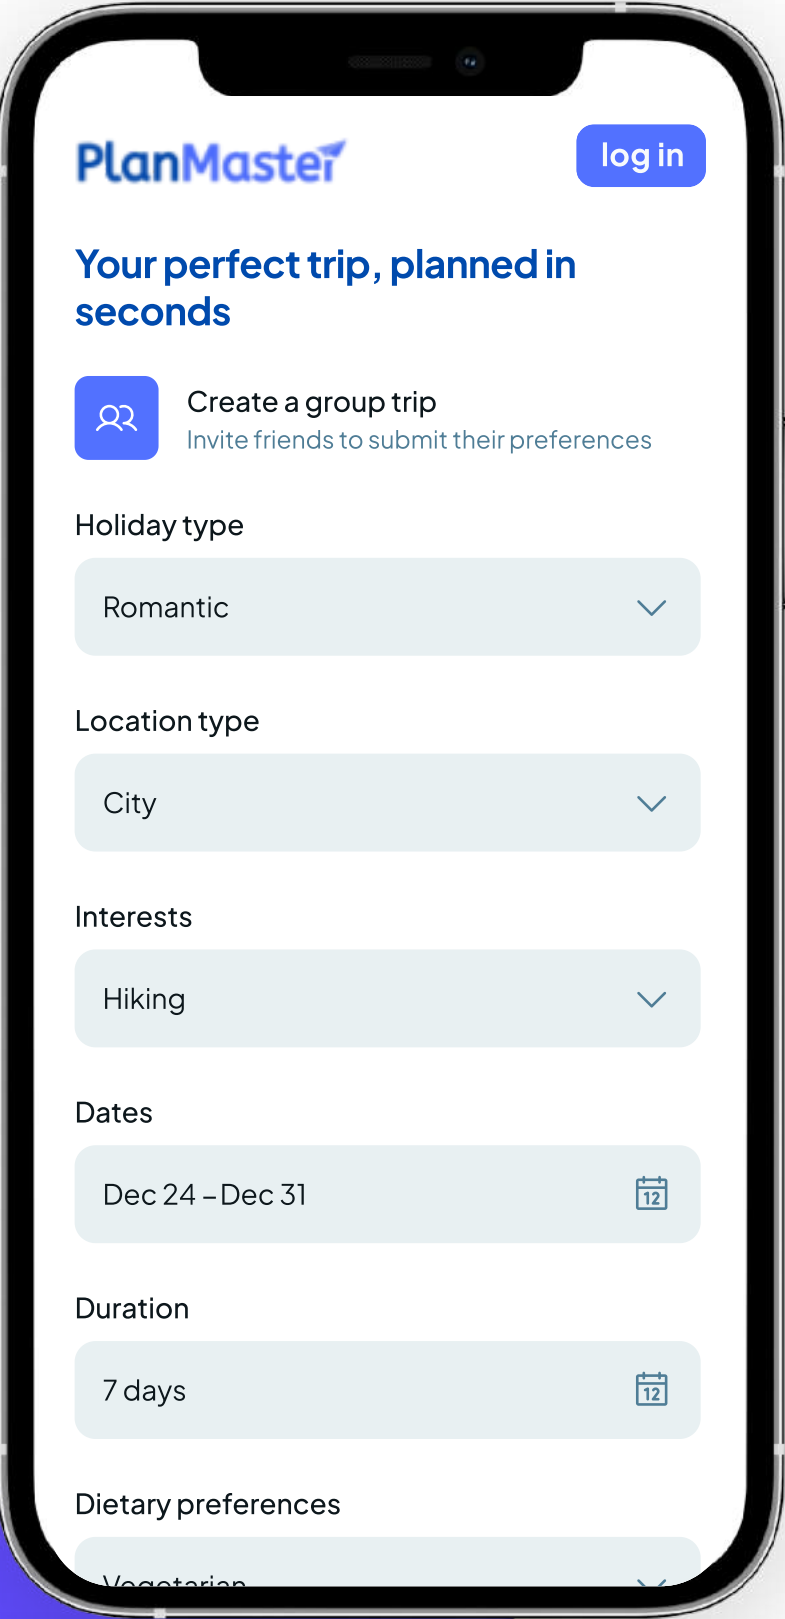 PlanMaster
log in
Your perfect trip, planned in
seconds
Create a group trip
Invite friends to submit their preferences
Holiday type
Romantic
Location type
City
Interests
Hiking
Dates
Dec 24 – Dec 31
12
Duration
7 days
12
Dietary preferences
Vegetarian